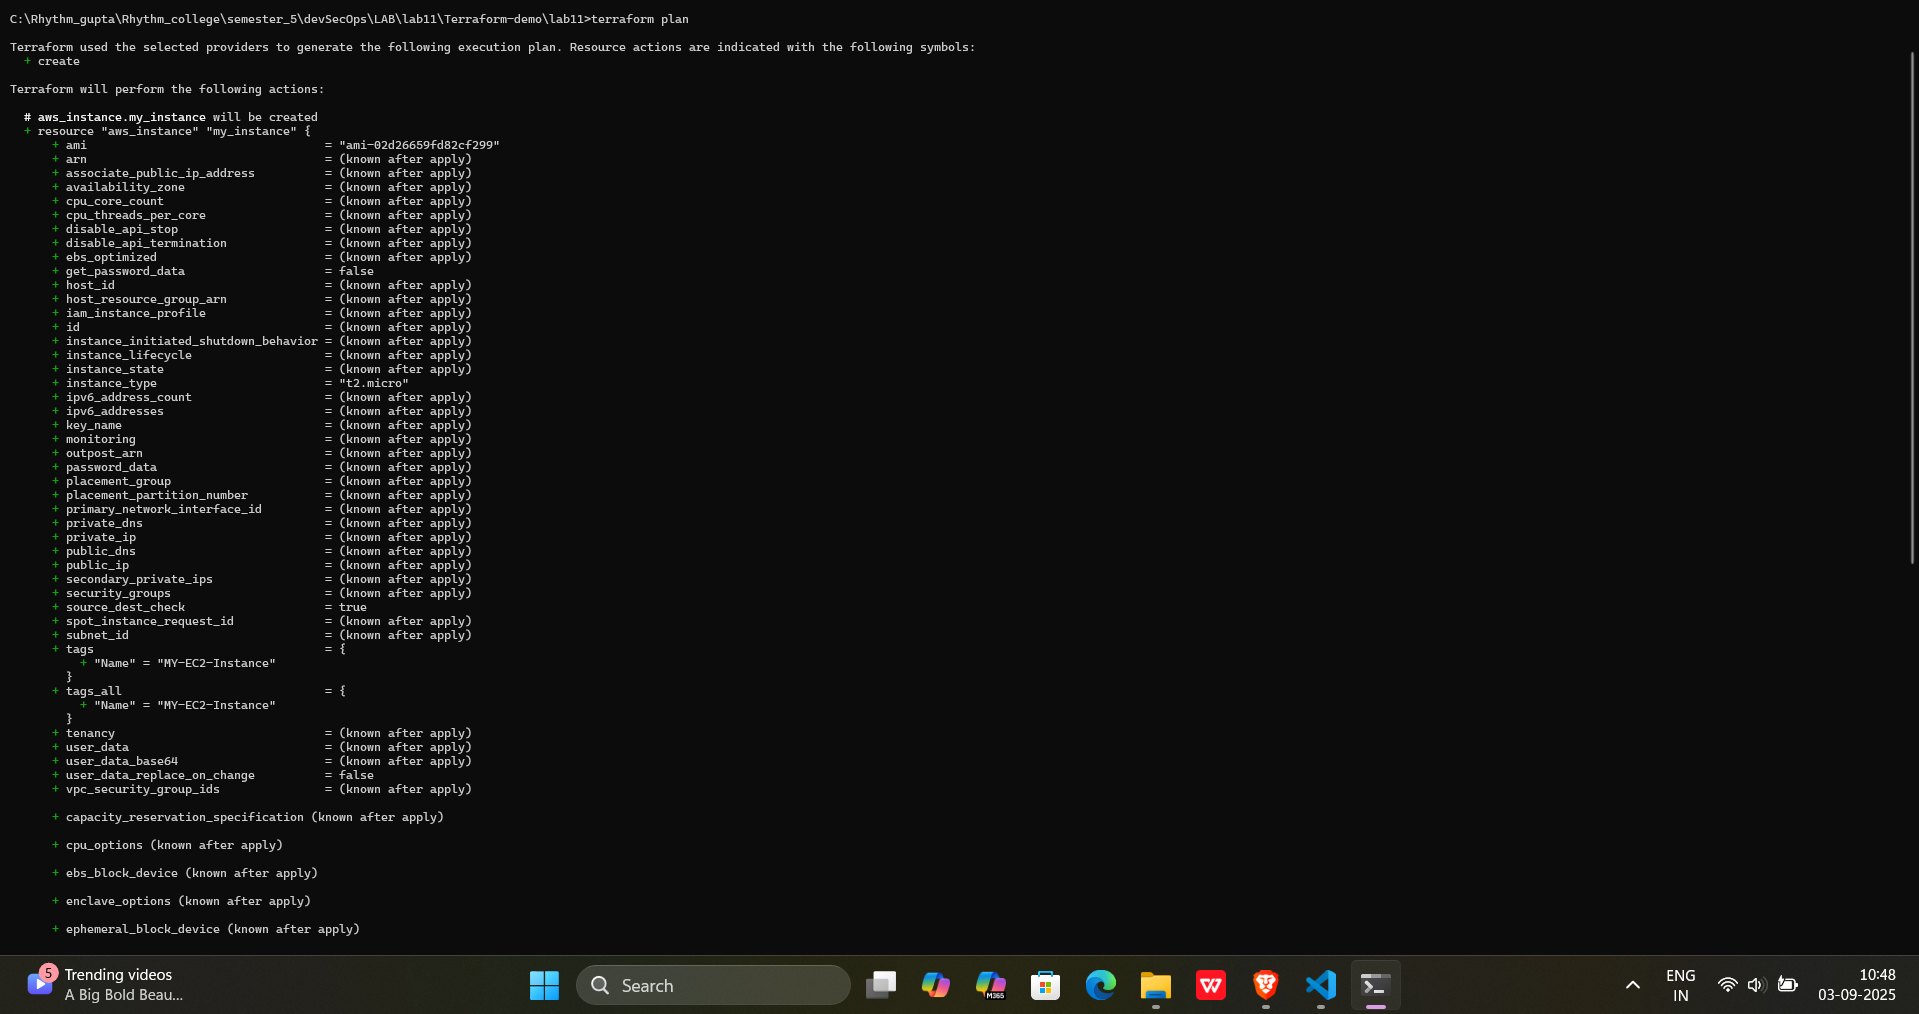 C:\Rhythm_gupta\Rhythm_college\semester_5\devSecOps\LAB\lab11\Terraform-demo\lab11>terraform plan
Terraform used the selected providers to generate the following execution plan. Resource actions are indicated with the following symbols:
+ create
Terraform will perform the following actions:
# aws_instance.my_instance will be created
+ resource "aws_instance" "my_instance" {
+ ami = "ami-02d26659fd82cf299"
+ arn = (known after apply)
+ associate_public_ip_address = (known after apply)
+ availability_zone = (known after apply)
+ cpu_core_count = (known after apply)
+ cpu_threads_per_core = (known after apply)
+ disable_api_stop = (known after apply)
+ disable_api_termination = (known after apply)
+ ebs_optimized = (known after apply)
+ get_password_data = false
+ host_id = (known after apply)
+ host_resource_group_arn = (known after apply)
+ iam_instance_profile = (known after apply)
+ id = (known after apply)
+ instance_initiated_shutdown_behavior = (known after apply)
+ instance_lifecycle = (known after apply)
+ instance_state = (known after apply)
+ instance_type = "t2.micro"
+ ipv6_address_count = (known after apply)
+ ipv6_addresses = (known after apply)
+ key_name = (known after apply)
+ monitoring = (known after apply)
+ outpost_arn = (known after apply)
+ password_data = (known after apply)
+ placement_group = (known after apply)
+ placement_partition_number = (known after apply)
+ primary_network_interface_id = (known after apply)
+ private_dns = (known after apply)
+ private_ip = (known after apply)
+ public_dns = (known after apply)
+ public_ip = (known after apply)
+ secondary_private_ips = (known after apply)
+ security_groups = (known after apply)
+ source_dest_check = true
+ spot_instance_request_id = (known after apply)
+ subnet_id = (known after apply)
+ tags = {
+ "Name" = "MY-EC2-Instance"
}
+ tags_all = {
+ "Name" = "MY-EC2-Instance"
}
+ tenancy = (known after apply)
+ user_data = (known after apply)
+ user_data_base64 = (known after apply)
+ user_data_replace_on_change = false
+ vpc_security_group_ids = (known after apply)
+ capacity_reservation_specification (known after apply)
+ cpu_options (known after apply)
+ ebs_block_device (known after apply)
+ enclave_options (known after apply)
+ ephemeral_block_device (known after apply)
5
Trending videos
A Big Bold Beau...
Search
M365
W
ENG
IN
10:48
03-09-2025